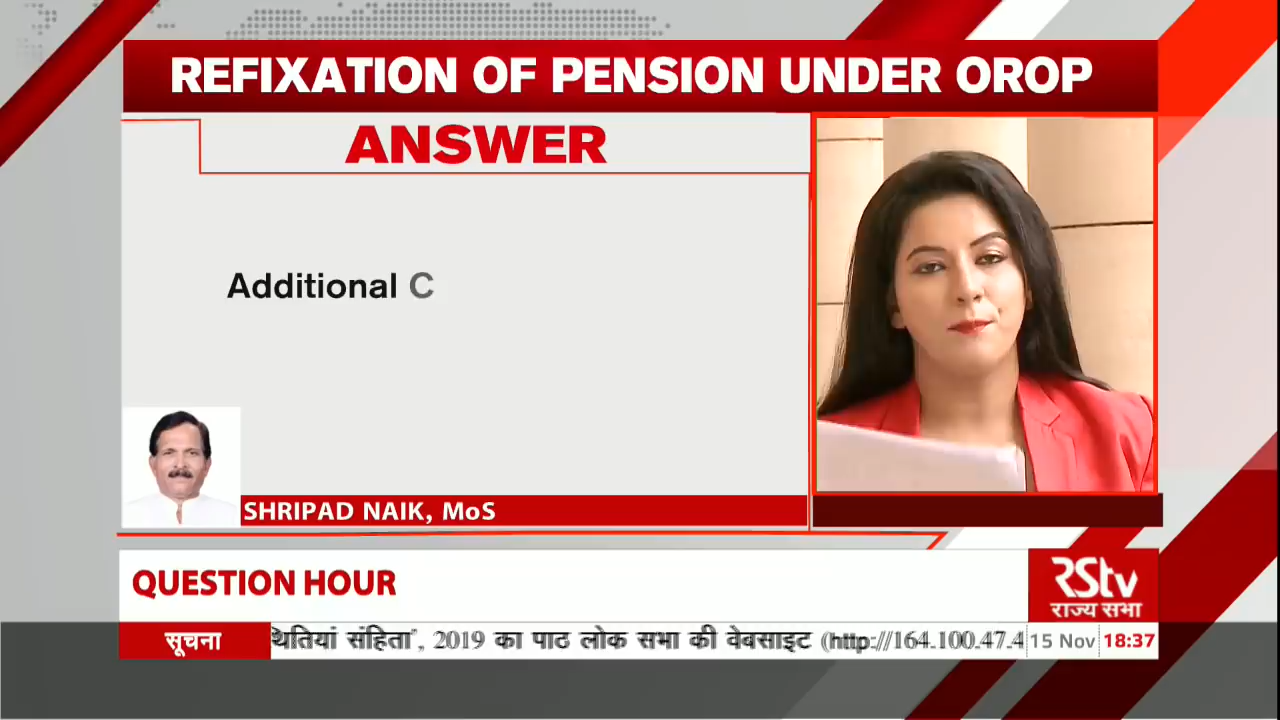 REFIXATION OF PENSION UNDER OROP
ANSWER
Additional C
SHRIPAD NAIK, MoS
QUESTION HOUR
RStv
राज्य सभा
सूचना
थितियां संहिता", 2019 का पाठ लोक सभा की वेबसाइट (http://164.100.47.4
15 Nov 18:37